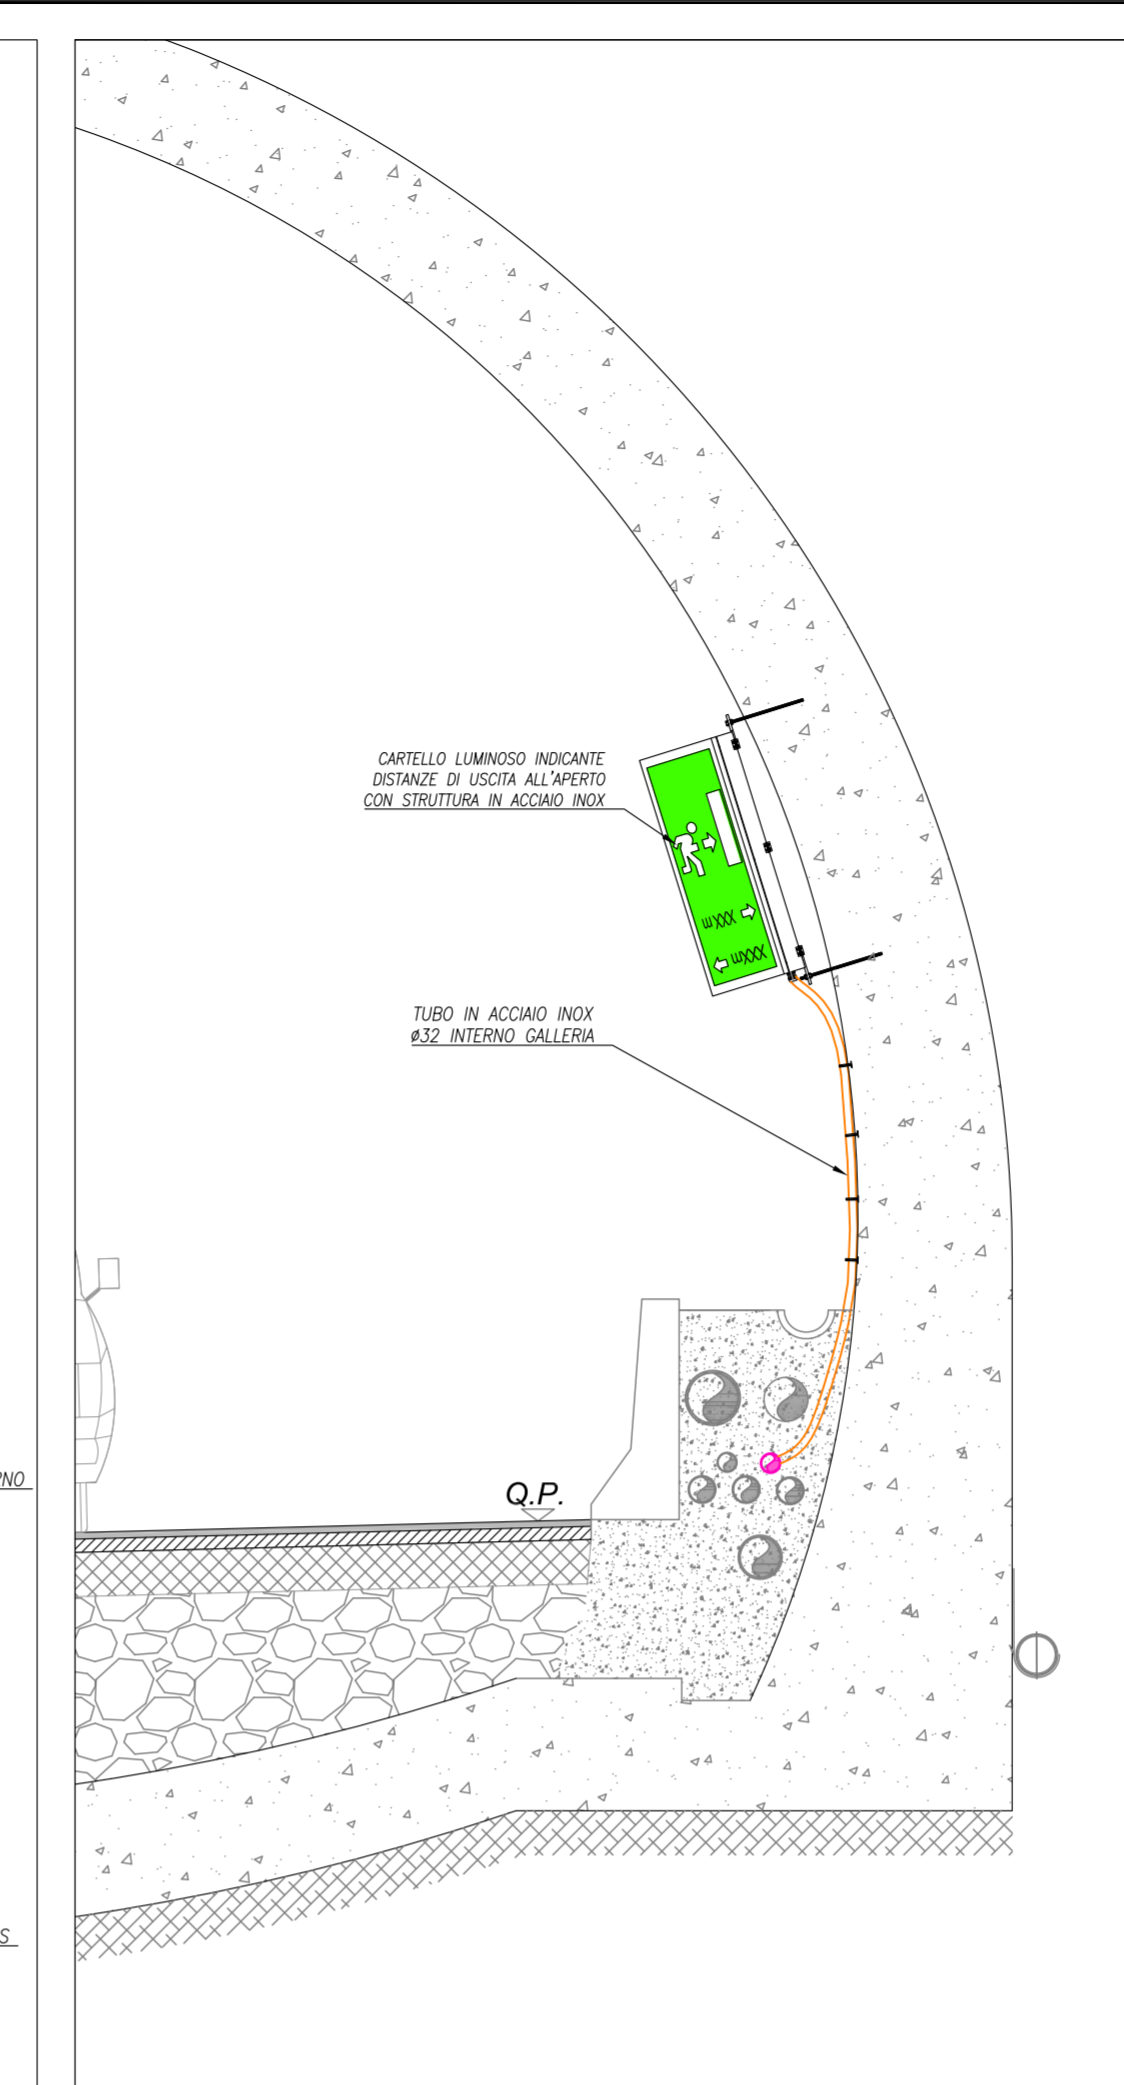 CARTELLO LUMINOSO INDICANTE
DISTANZE DI USCITA ALL'APERTO
CON STRUTTURA IN ACCIAIO INOX
XXXm
XXXm
TUBO IN ACCIAIO INOX
ø32 INTERNO GALLERIA
RNO
Q.P.
S